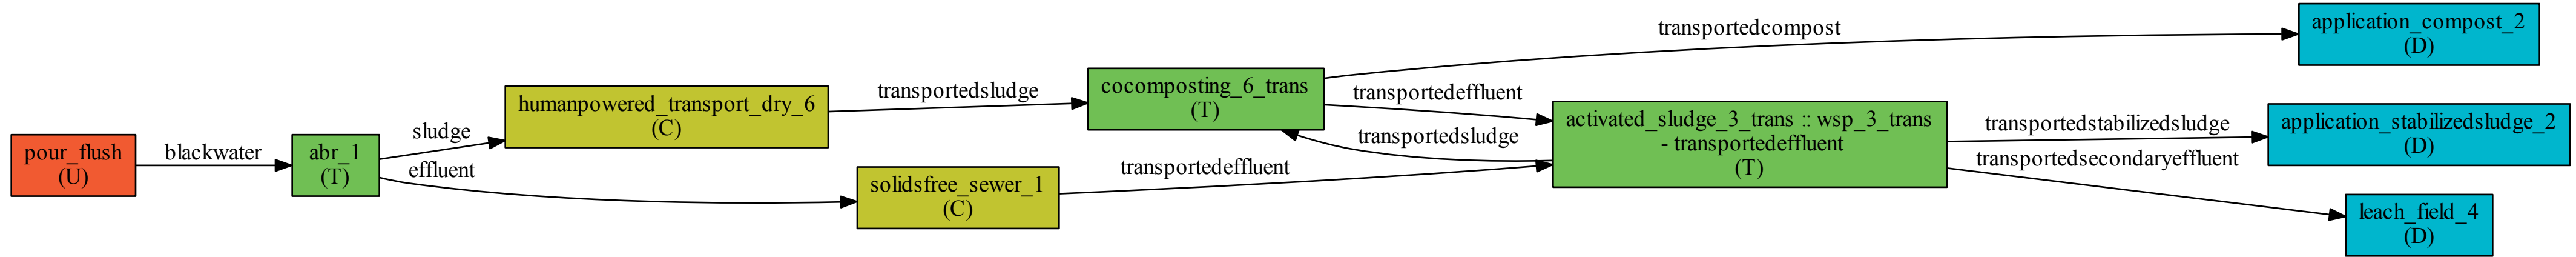 pour_flush
(U)
blackwater
abr_1
(T)
sludge
effluent
humanpowered_transport_dry_6
(C)
solidsfree_sewer_1
(C)
transportedsludge
transportedeffluent
cocomposting_6_trans
(T)
transportedcompost
transportedeffluent
transportedsludge
activated_sludge_3_trans :: wsp_3_trans
- transportedeffluent
(T)
transportedstabilizedsludge
transportedsecondaryeffluent
application_compost_2
(D)
application_stabilizedsludge_2
(D)
leach_field_4
(D)